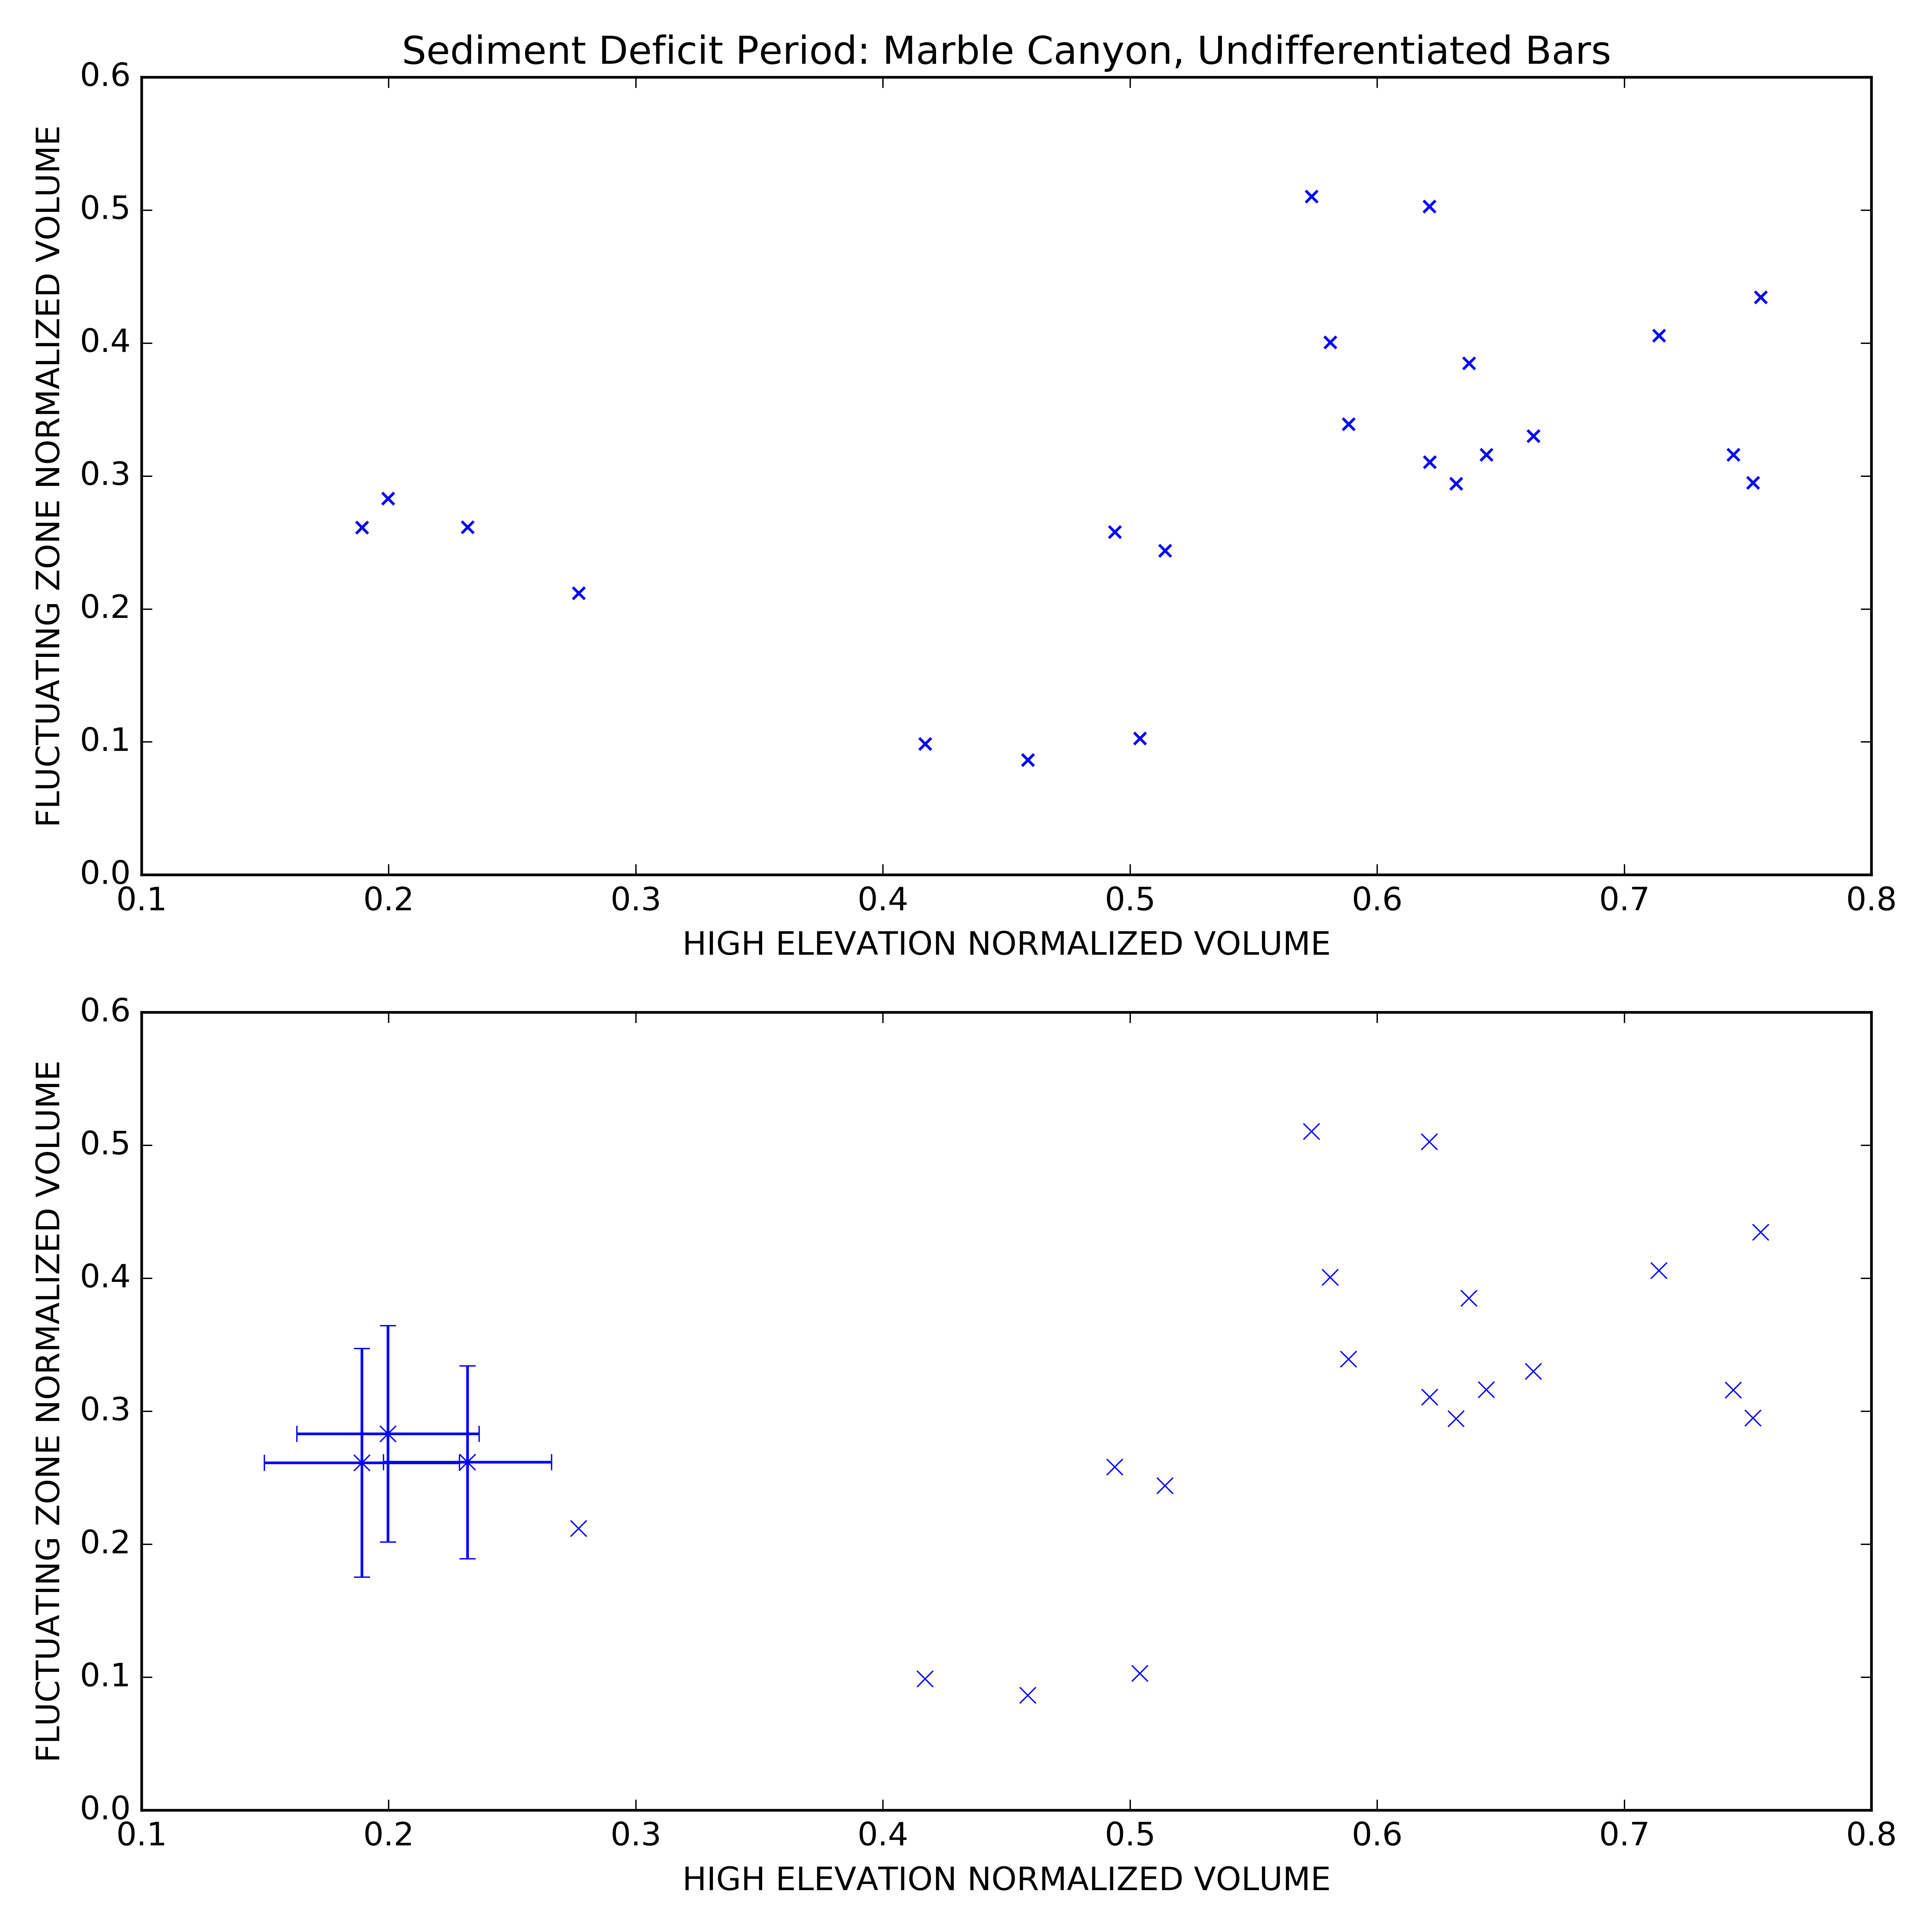 Sediment Deficit Period: Marble Canyon, Undifferentiated Bars
FLUCTUATING ZONE NORMALIZED VOLUME
0.6
0.5
0.4
0.3
0.2
0.1
0.0
0.1 0.2 0.3 0.4 0.5 0.6 0.7 0.8
HIGH ELEVATION NORMALIZED VOLUME
FLUCTUATING ZONE NORMALIZED VOLUME
0.6
0.5
0.4
0.3
0.2
0.1
0.0
0.1 0.2 0.3 0.4 0.5 0.6 0.7 0.8
HIGH ELEVATION NORMALIZED VOLUME